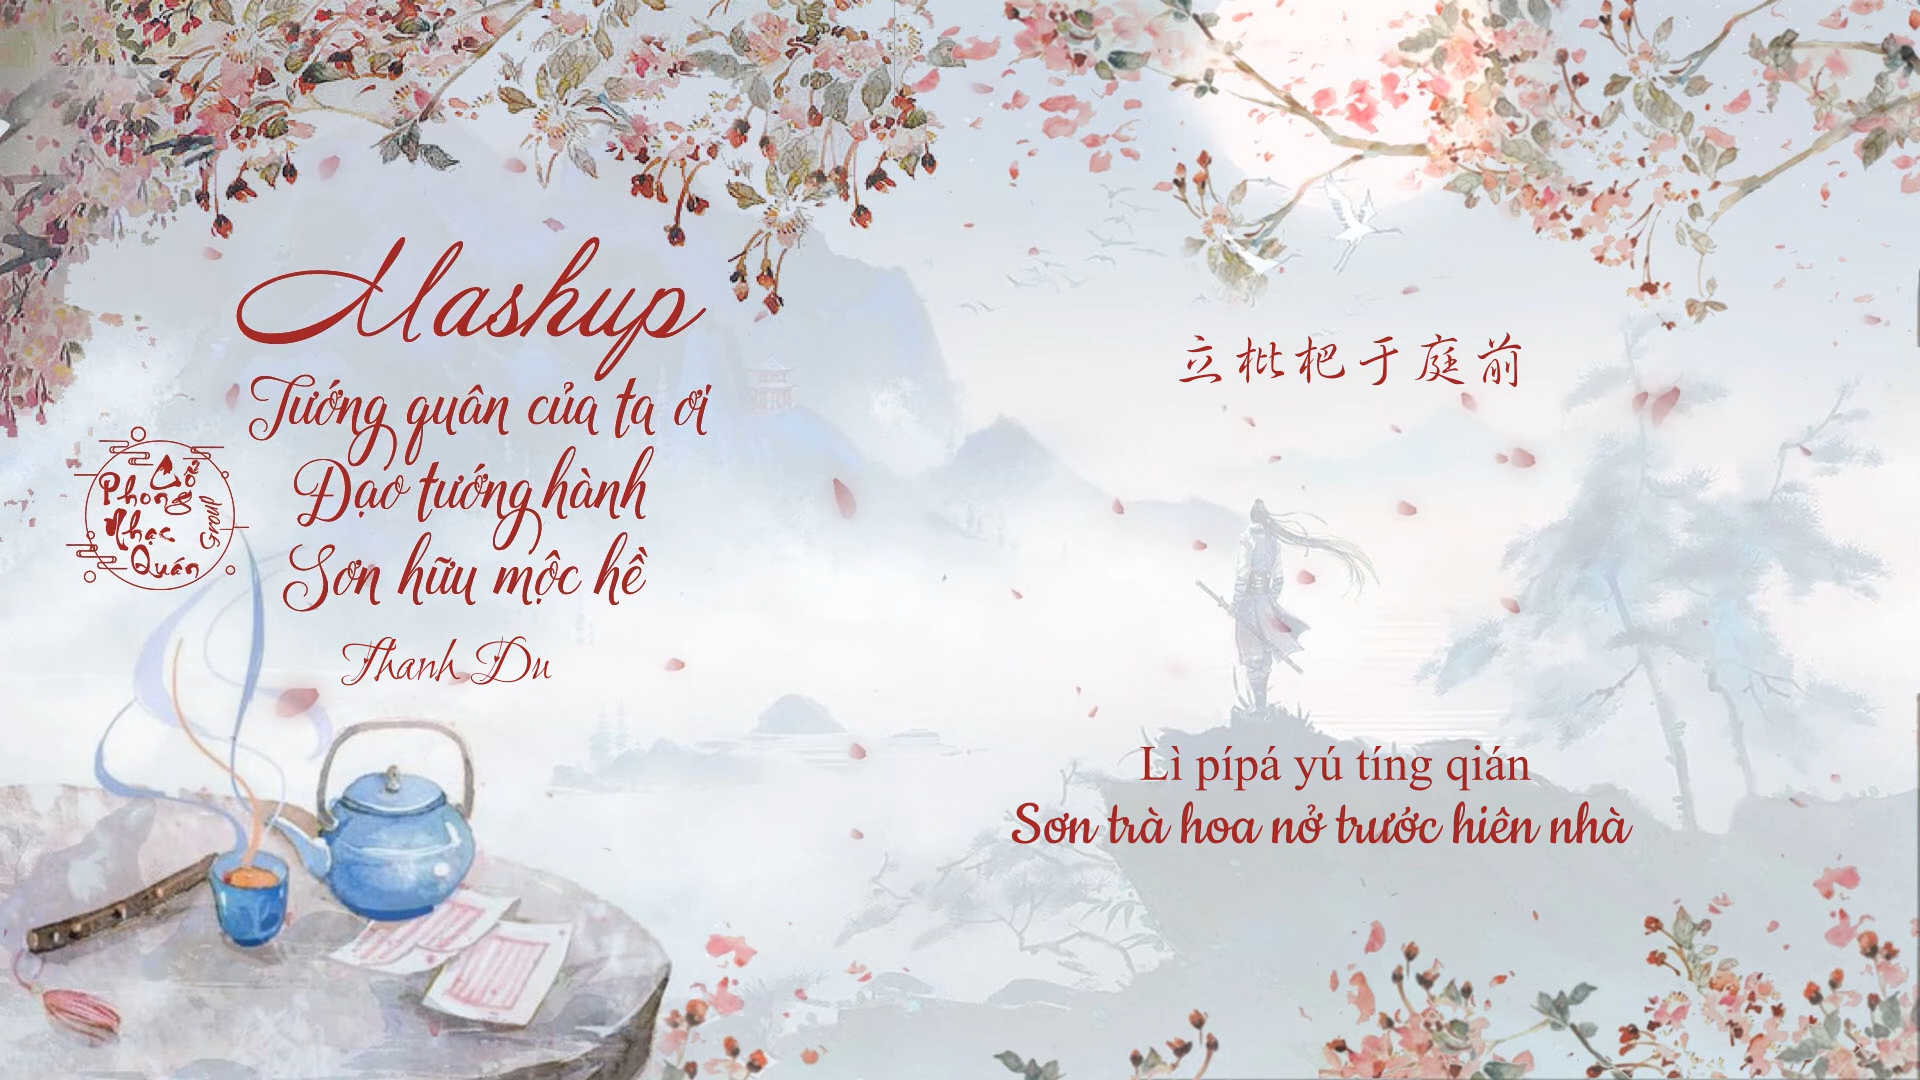 Mashup
Tướng quân của ta ơi
Đạo tướng hành
Sơn hữu mộc hề
Thanh Du
Cổ
Phong
Nhạc
Quán
Group
立枇杷于庭前
Lì pípá yú tíng qián
Sơn trà hoa nở trước hiên nhà